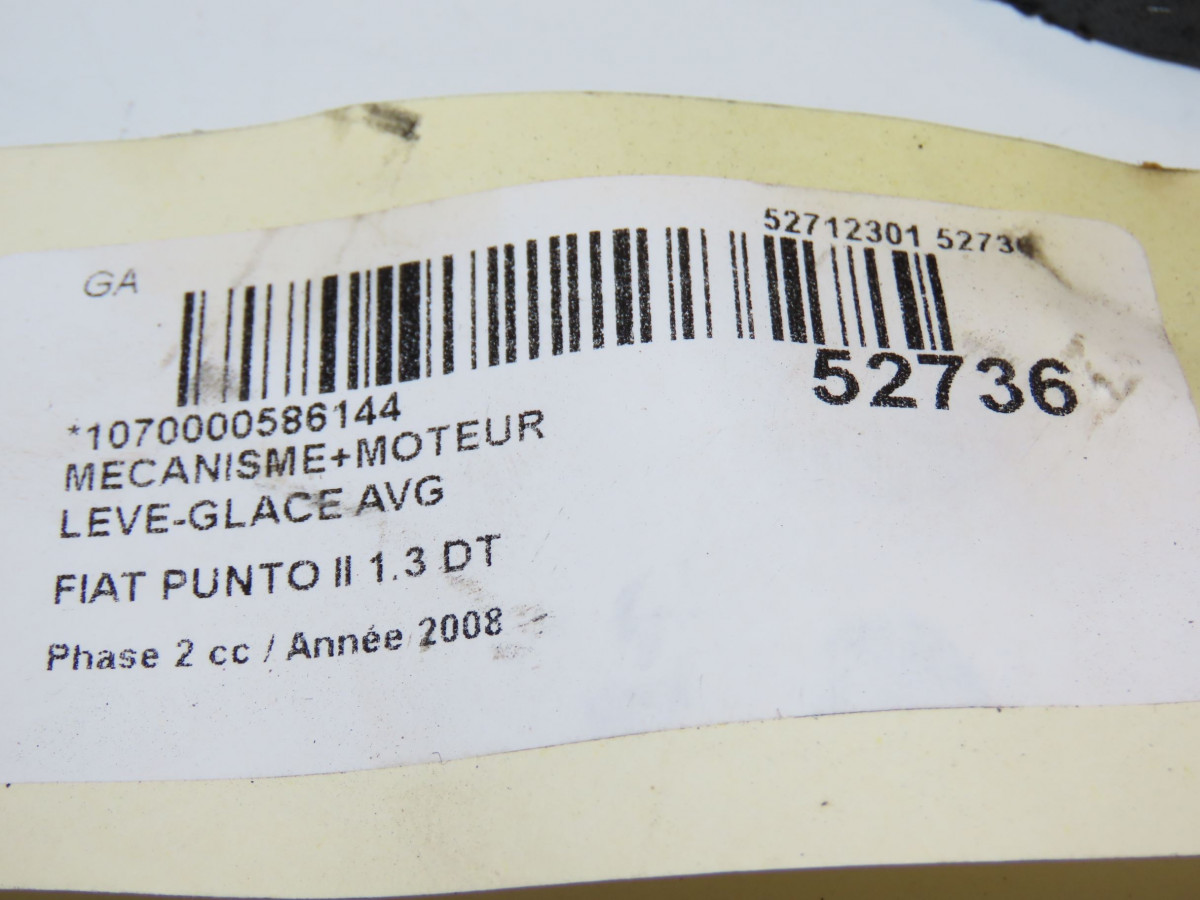 52712301 52736
GA
52736
*1070000586144
MECANISME+MOTEUR
LEVE-GLACE AVG
FIAT PUNTO II 1.3 DT
Phase 2 cc / Année 2008